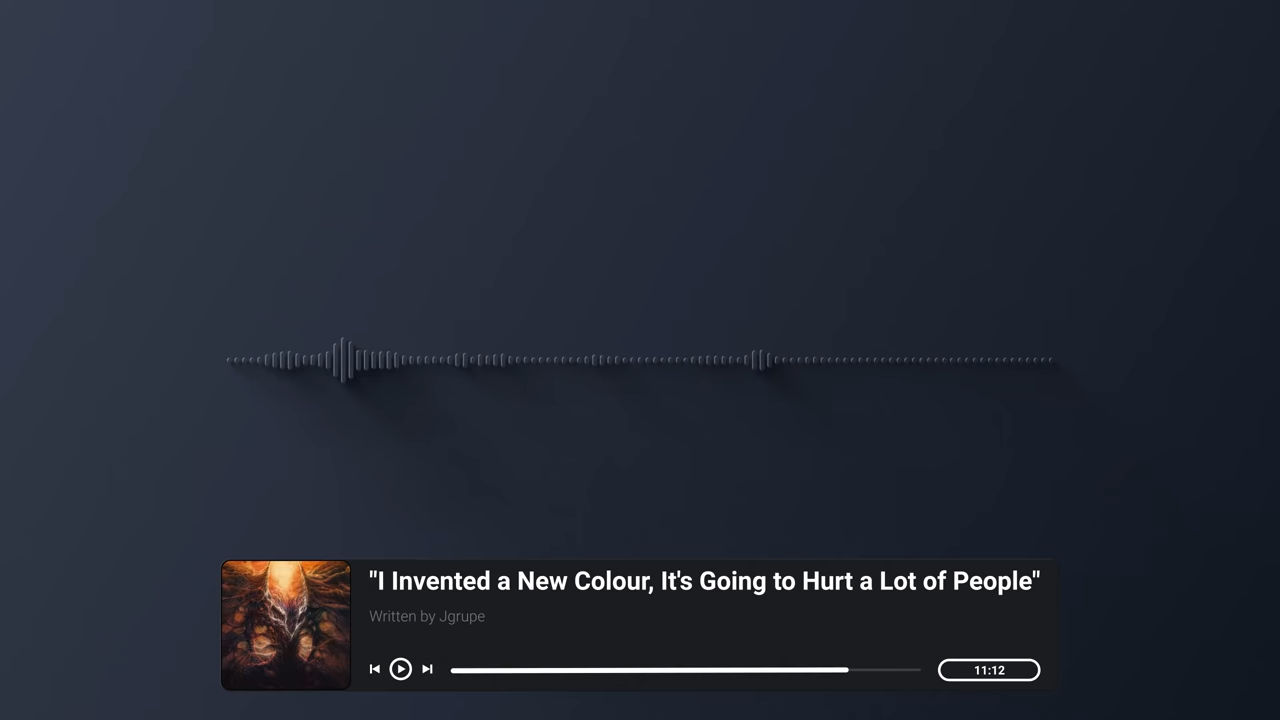 "I Invented a New Colour, It's Going to Hurt a Lot of People"
Written by Jgrupe
11:12